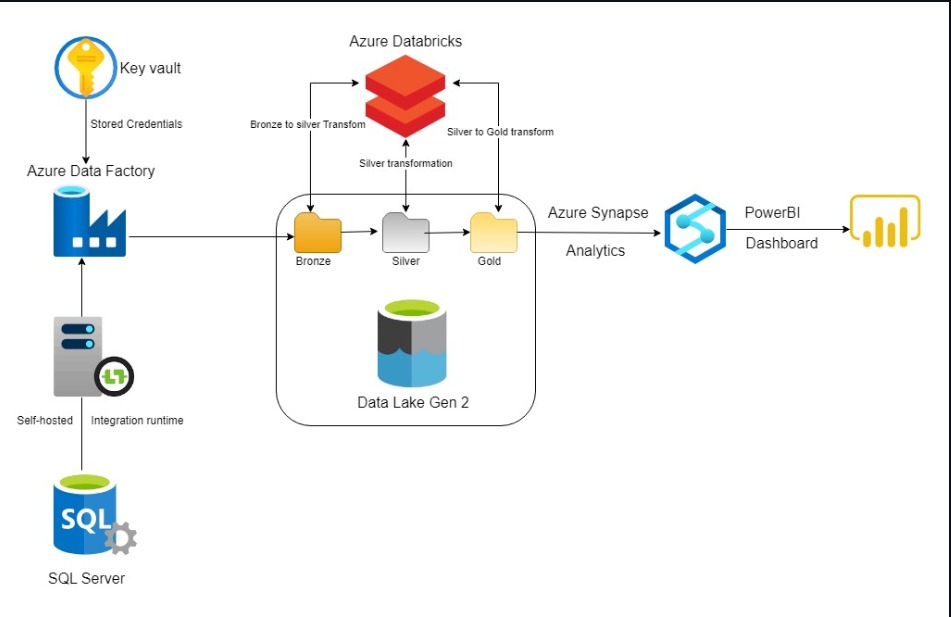 Azure Databricks
Key vault
Stored Credentials
Bronze to silver Transfom
Silver to Gold transform
Silver transformation
Azure Data Factory
Azure Synapse
Analytics
PowerBI
Dashboard
Bronze
Silver
Gold
Data Lake Gen 2
Self-hosted
Integration runtime
SQL
SQL Server